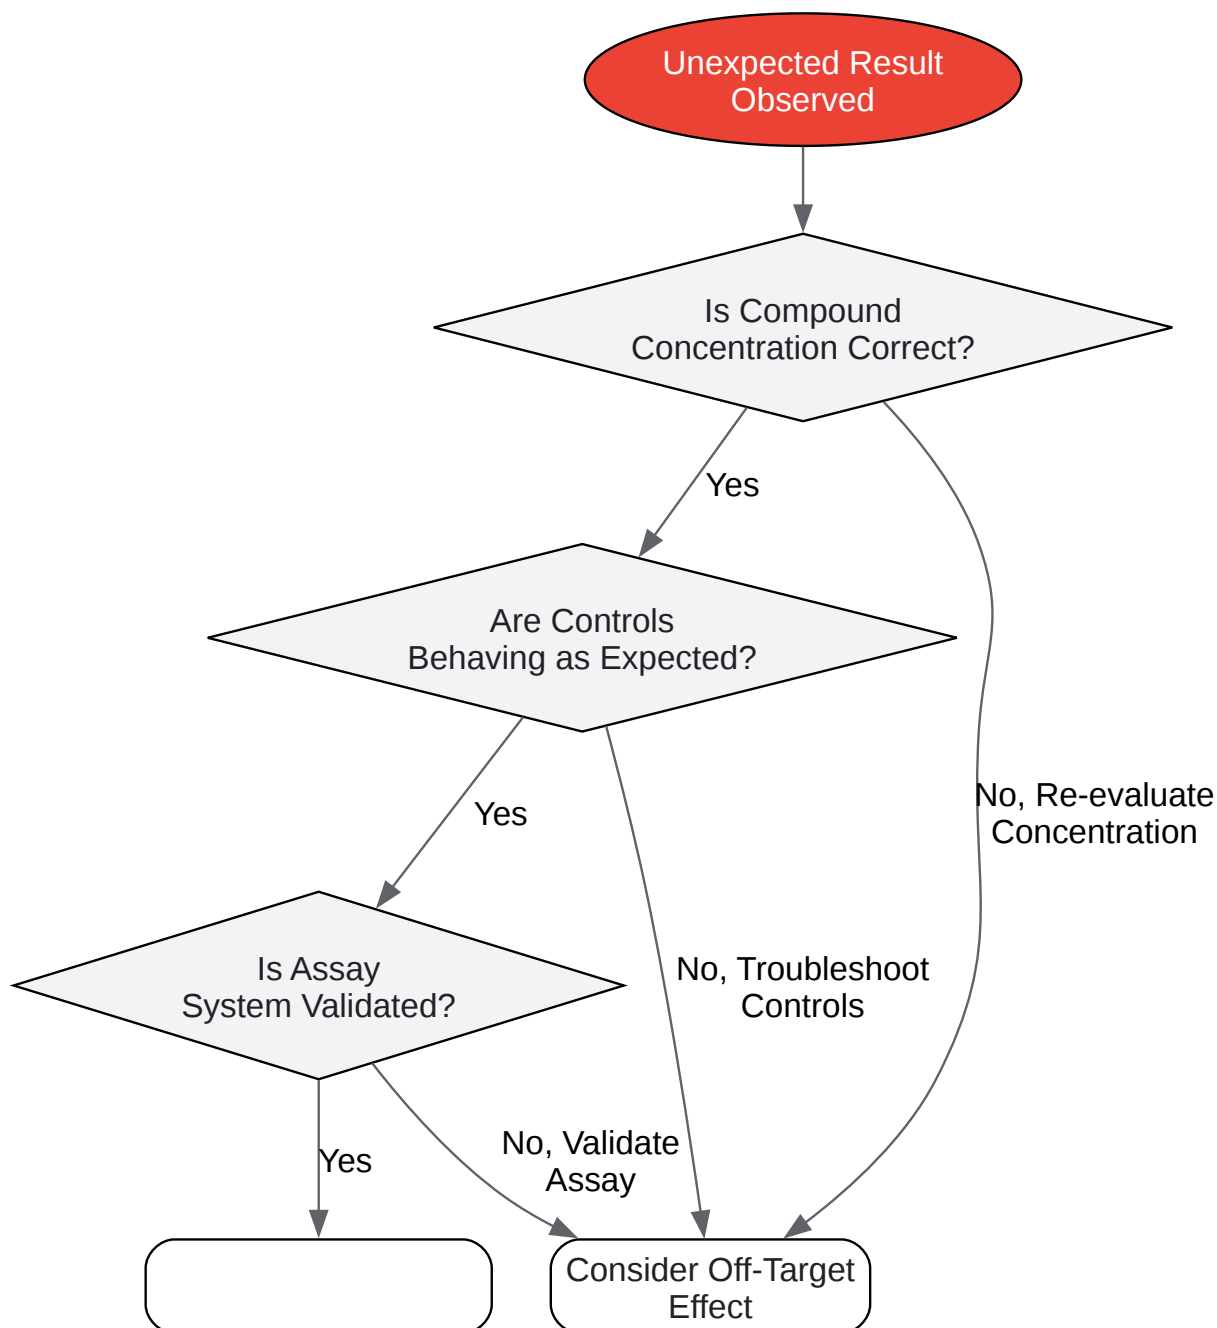 Unexpected Result
Observed
Is Compound
Concentration Correct?
Yes
Are Controls
Behaving as Expected?
Yes
No, Re-evaluate
Concentration
Is Assay
System Validated?
No, Troubleshoot
Controls
Yes
No, Validate
Assay
Consider Off-Target
Effect